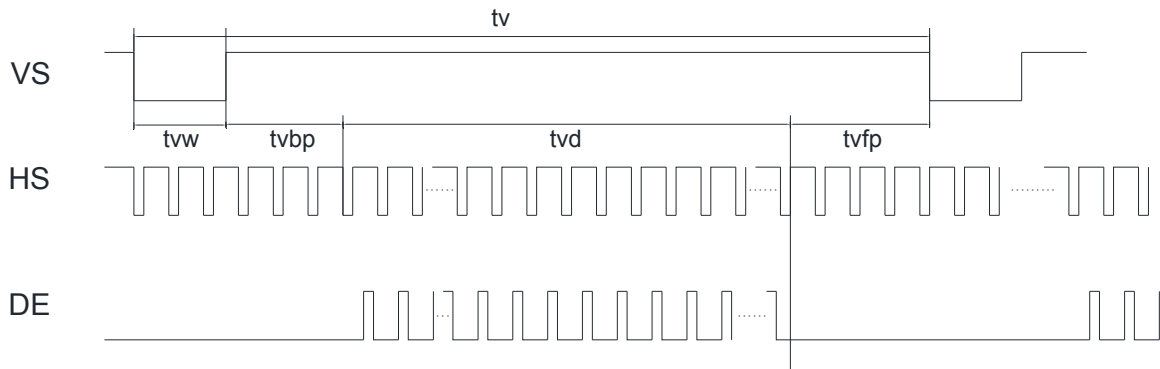 tv
VS
tvw tvbp tvd tvfp
HS
...... ...... .........
DE
... ......